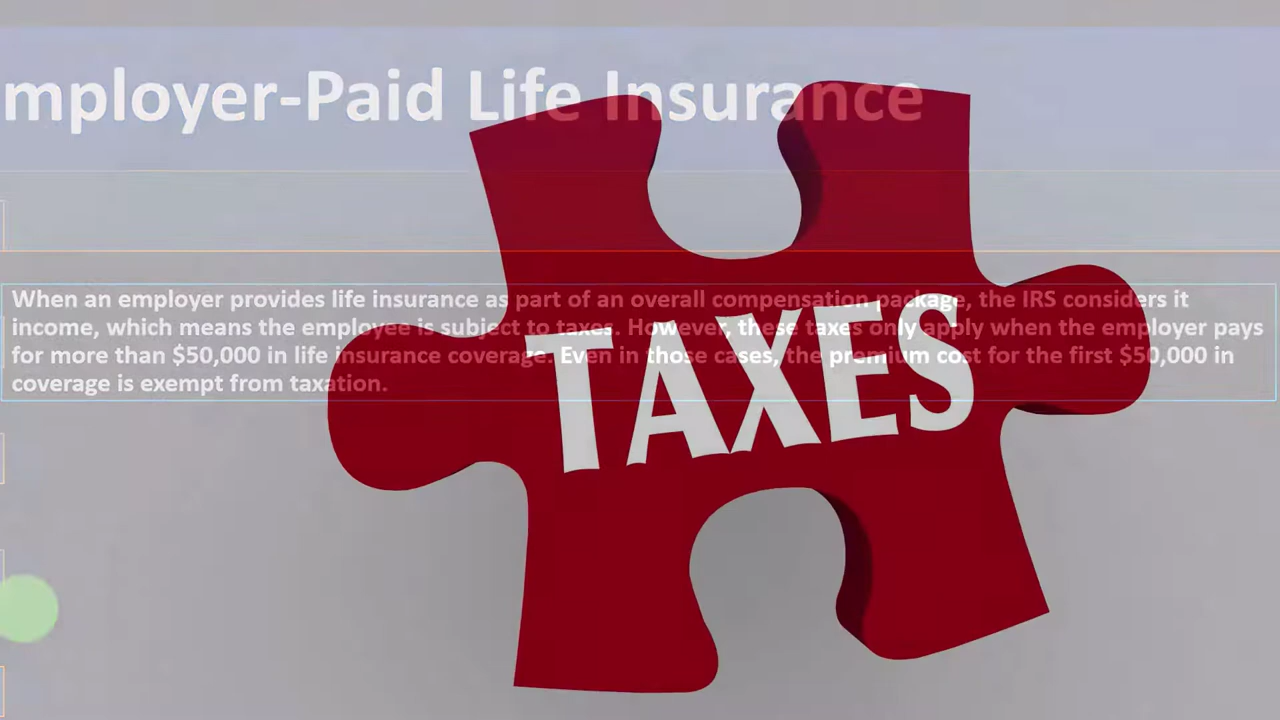 mployer-Paid Life Insurance
When an employer provides life insurance as part of an overall compensation package, the IRS considers it
income, which means the employee is subject to taxes. However, these taxes only apply when the employer pays
for more than $50,000 in life insurance coverage. Even in those cases, the premium cost for the first $50,000 in
coverage is exempt from taxation.
TAXES